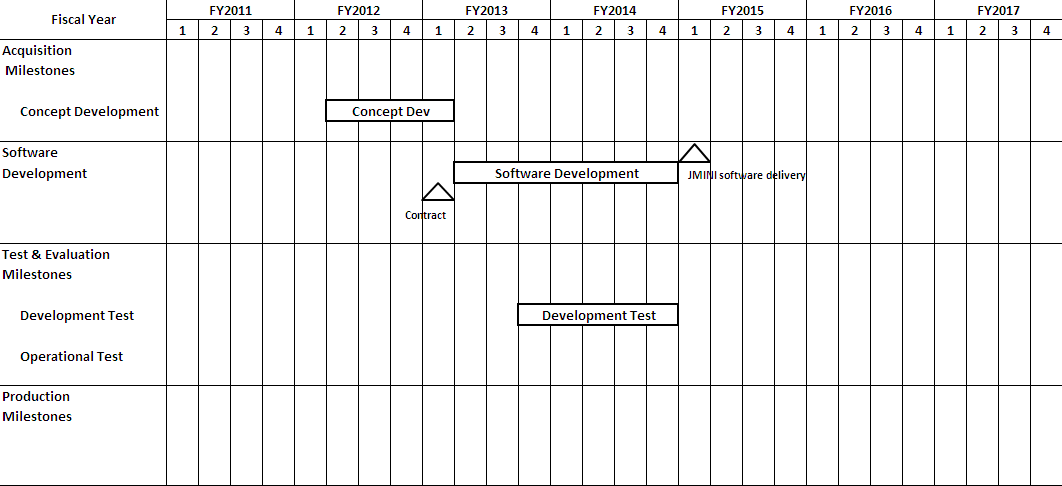 Fiscal Year
FY2011 FY2012 FY2013 FY2014 FY2015 FY2016 FY2017
1 2 3 4 1 2 3 4 1 2 3 4 1 2 3 4 1 2 3 4 1 2 3 4 1 2 3 4
Acquisition
Milestones
Concept Development
Concept Dev
Software
Development
Software Development
JMINI software delivery
Contract
Test & Evaluation
Milestones
Development Test
Development Test
Operational Test
Production
Milestones